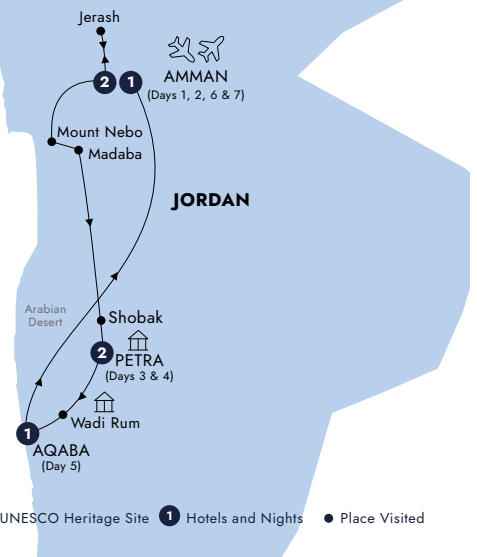 Jerash
2
1
AMMAN
(Days 1, 2, 6 & 7)
Mount Nebo
Madaba
JORDAN
Arabian
Desert
Shobak
2
PETRA
(Days 3 & 4)
Wadi Rum
1
AQABA
(Day 5)
UNESCO Heritage Site 1 Hotels and Nights Place Visited